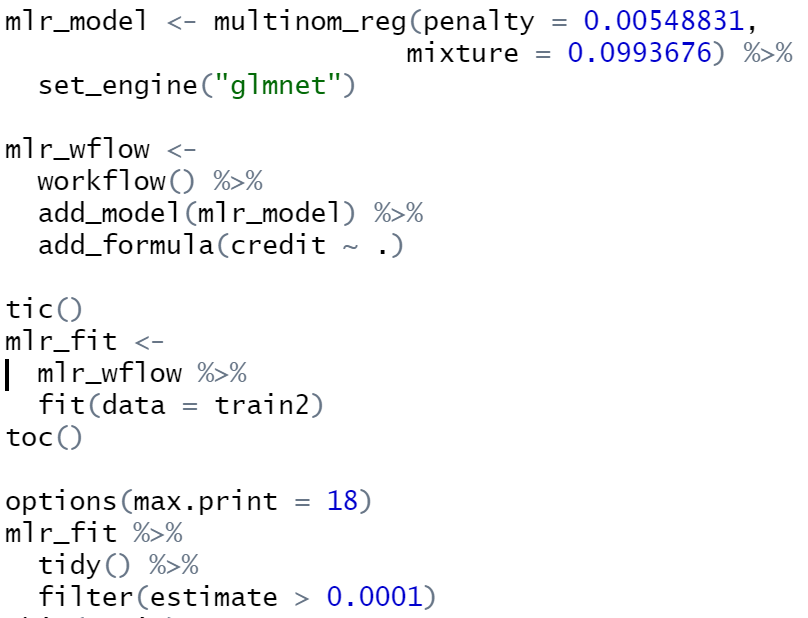 mlr_model <- multinom_reg(penalty = 0.00548831,
                         mixture = 0.0993676) %>%
  set_engine("glmnet")

mlr_wflow <-
  workflow() %>%
  add_model(mlr_model) %>%
  add_formula(credit ~ .)

tic()
mlr_fit <-
  mlr_wflow %>%
  fit(data = train2)
toc()

options(max.print = 18)
mlr_fit %>%
  tidy() %>%
  filter(estimate > 0.0001)